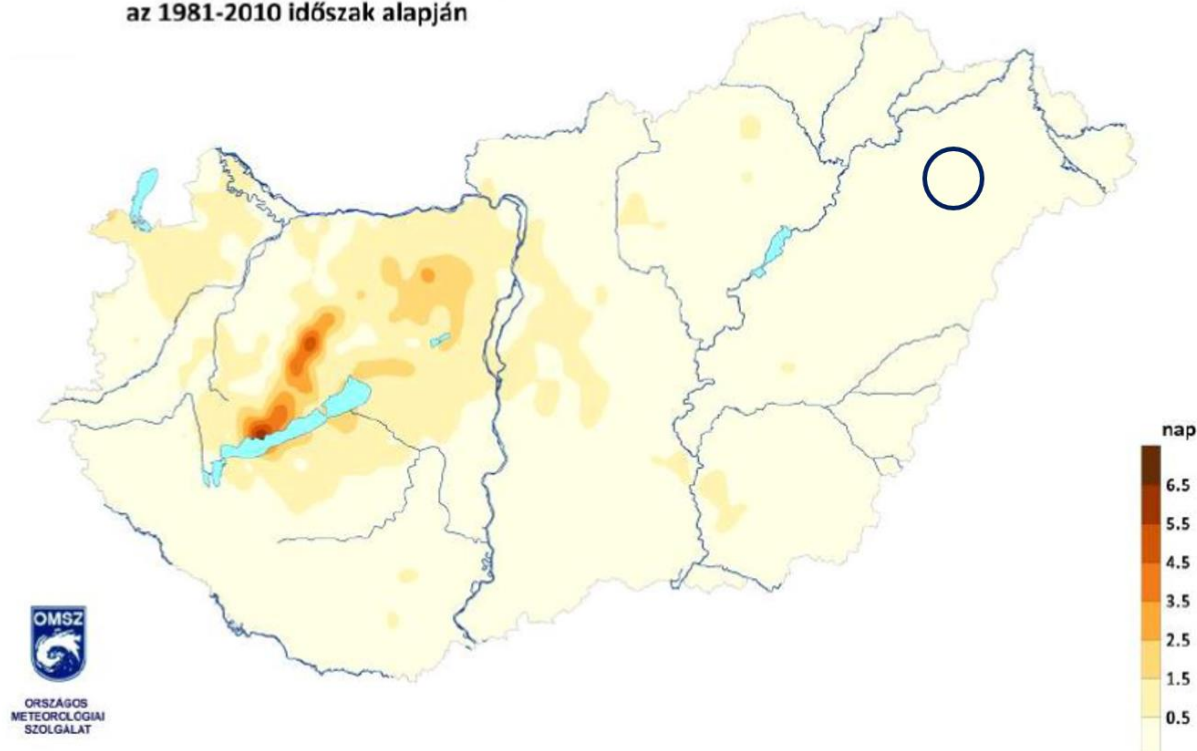 az 1981-2010 időszak alapján
nap
6.5
5.5
4.5
3.5
2.5
1.5
0.5
OMSZ
ORSZÁGOS
METEOROLÓGIAI
SZOLGÁLAT